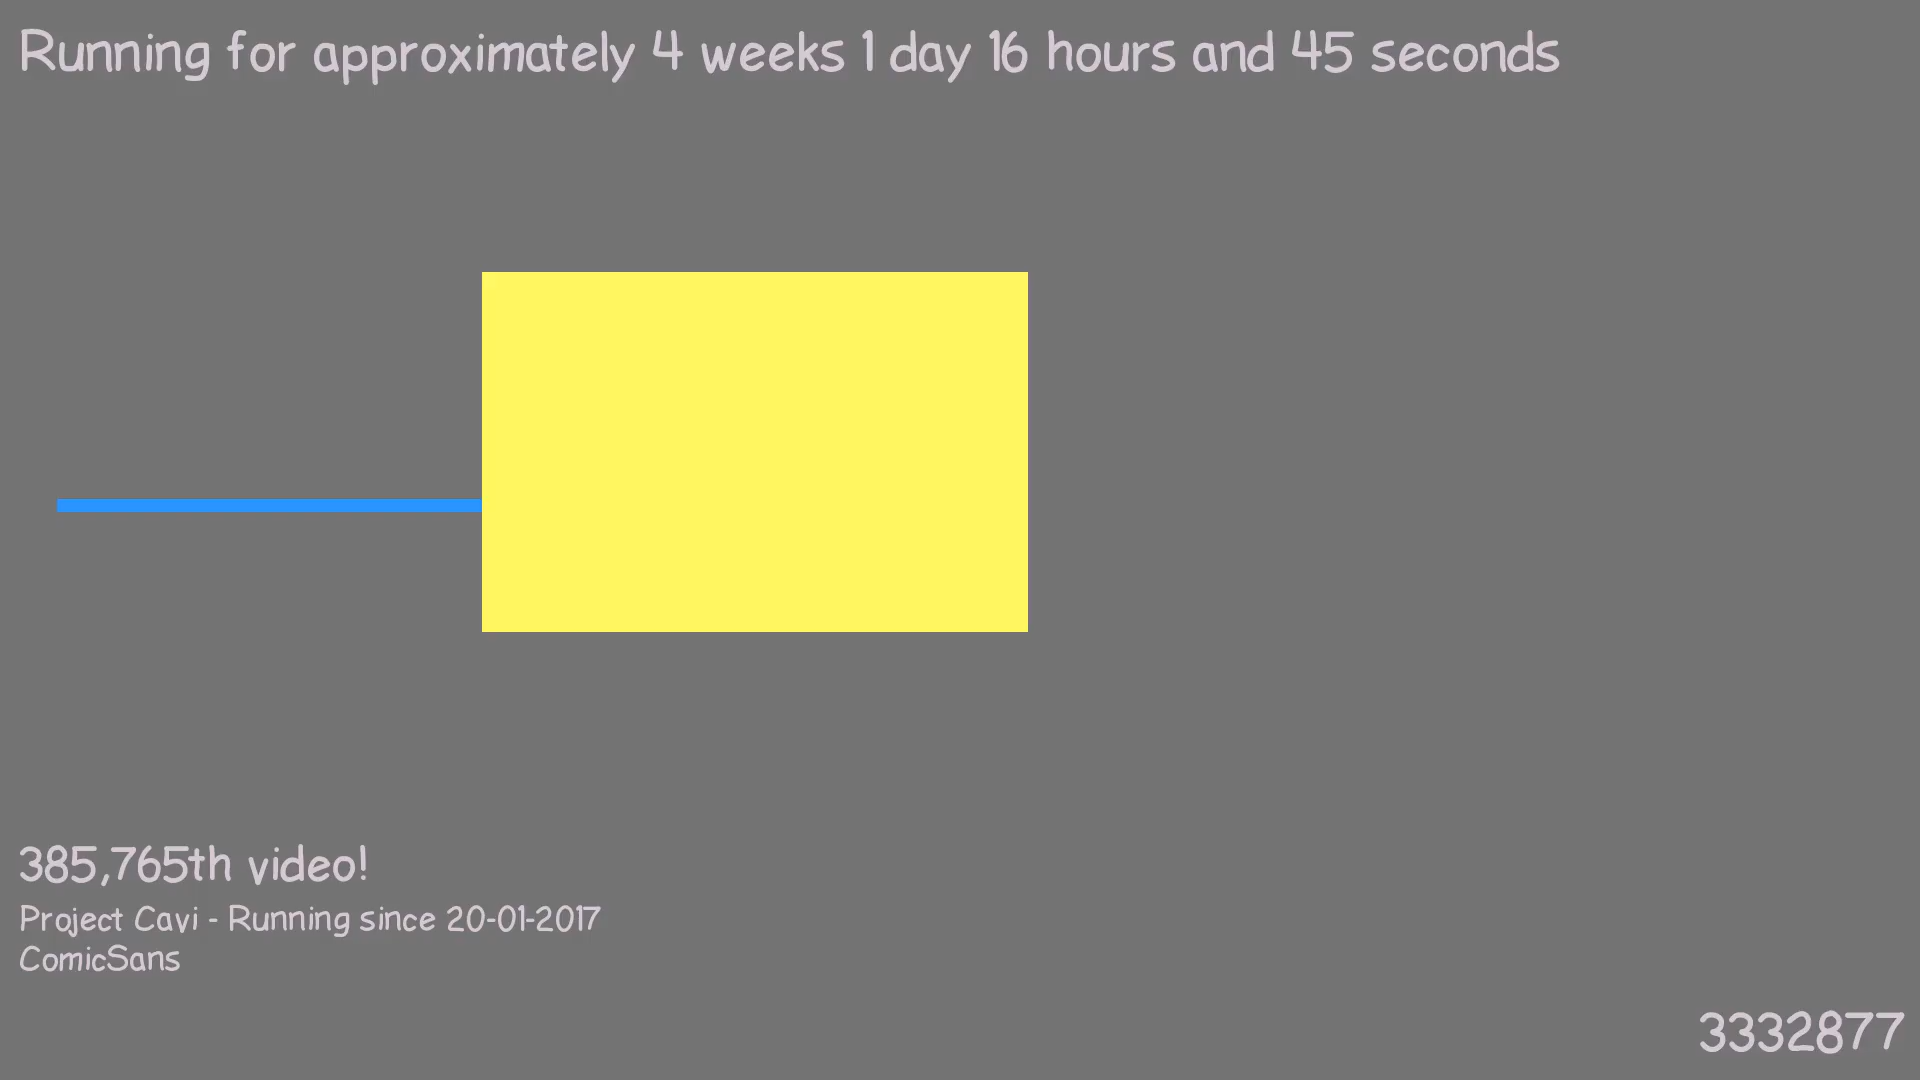 Running for approximately 4 weeks 1 day 16 hours and 45 seconds
385,765th video!
Project Cavi - Running since 20-01-2017
ComicSans
3332877